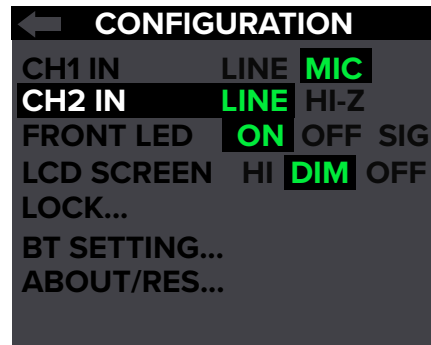 CONFIGURATION
CH1 IN LINE MIC
CH2 IN LINE HI-Z
FRONT LED ON OFF SIG
LCD SCREEN HI DIM OFF
LOCK...
BT SETTING...
ABOUT/RES...